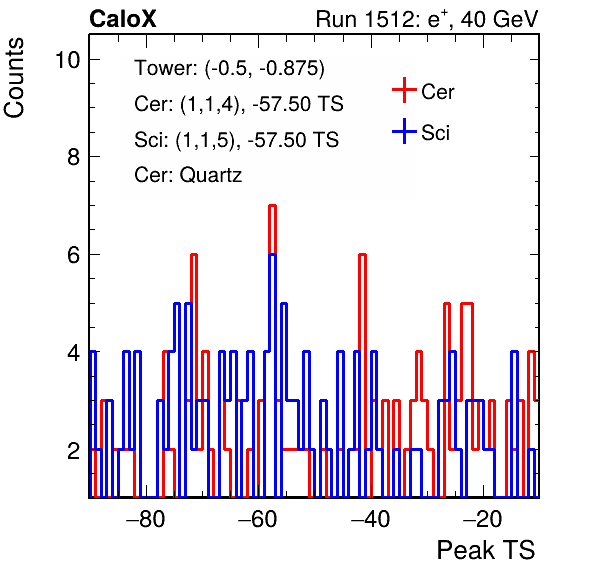 CaloX Run 1512: e⁺, 40 GeV
Counts
10
8
6
4
2
Tower: (-0.5, -0.875)
Cer: (1,1,4), -57.50 TS
Sci: (1,1,5), -57.50 TS
Cer: Quartz
Cer
Sci
−80 −60 −40 −20
Peak TS